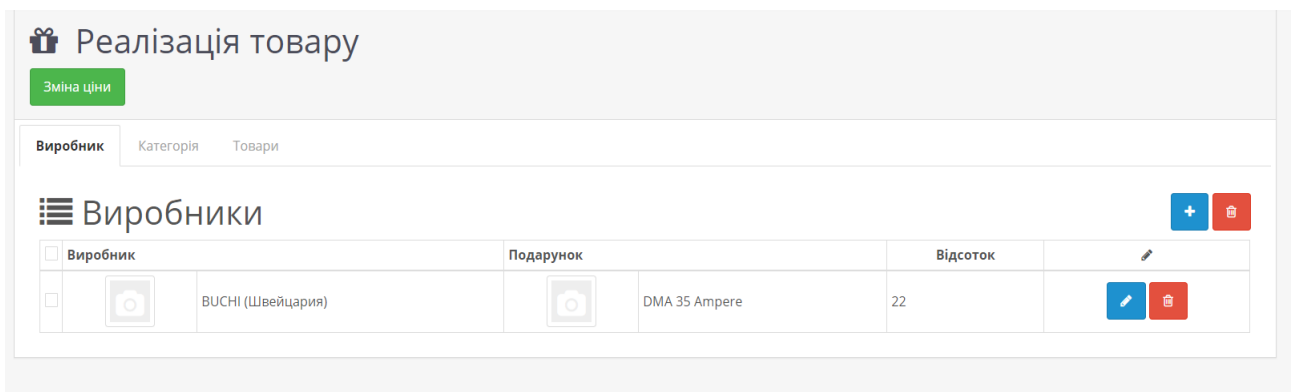 Реалізація товару
Зміна ціни
Виробник Категорія Товари
Виробники
Виробник Подарунок Відсоток
BUCHI (Швейцария) DMA 35 Ampere 22